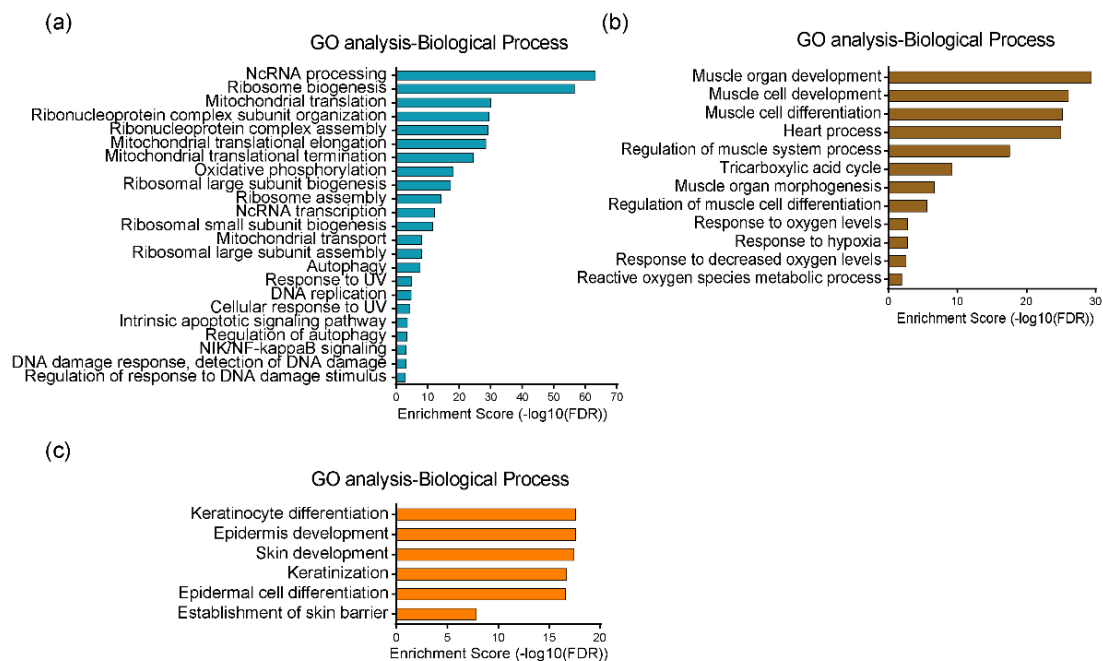 (a)
GO analysis-Biological Process
NcRNA processing
Ribosome biogenesis
Mitochondrial translation
Ribonucleoprotein complex subunit organization
Ribonucleoprotein complex assembly
Mitochondrial translational elongation
Mitochondrial translational termination
Oxidative phosphorylation
Ribosomal large subunit biogenesis
Ribosome assembly
NcRNA transcription
Ribosomal small subunit biogenesis
Mitochondrial transport
Ribosomal large subunit assembly
Autophagy
Response to UV
DNA replication
Cellular response to UV
Intrinsic apoptotic signaling pathway
Regulation of autophagy
NIK/NF-kappaB signaling
DNA damage response, detection of DNA damage
Regulation of response to DNA damage stimulus
0 10 20 30 40 50 60 70
Enrichment Score (-log10(FDR))
(b)
GO analysis-Biological Process
Muscle organ development
Muscle cell development
Muscle cell differentiation
Heart process
Regulation of muscle system process
Tricarboxylic acid cycle
Muscle organ morphogenesis
Regulation of muscle cell differentiation
Response to oxygen levels
Response to hypoxia
Response to decreased oxygen levels
Reactive oxygen species metabolic process
0 10 20 30
Enrichment Score (-log10(FDR))
(c)
GO analysis-Biological Process
Keratinocyte differentiation
Epidermis development
Skin development
Keratinization
Epidermal cell differentiation
Establishment of skin barrier
0 5 10 15 20
Enrichment Score (-log10(FDR))